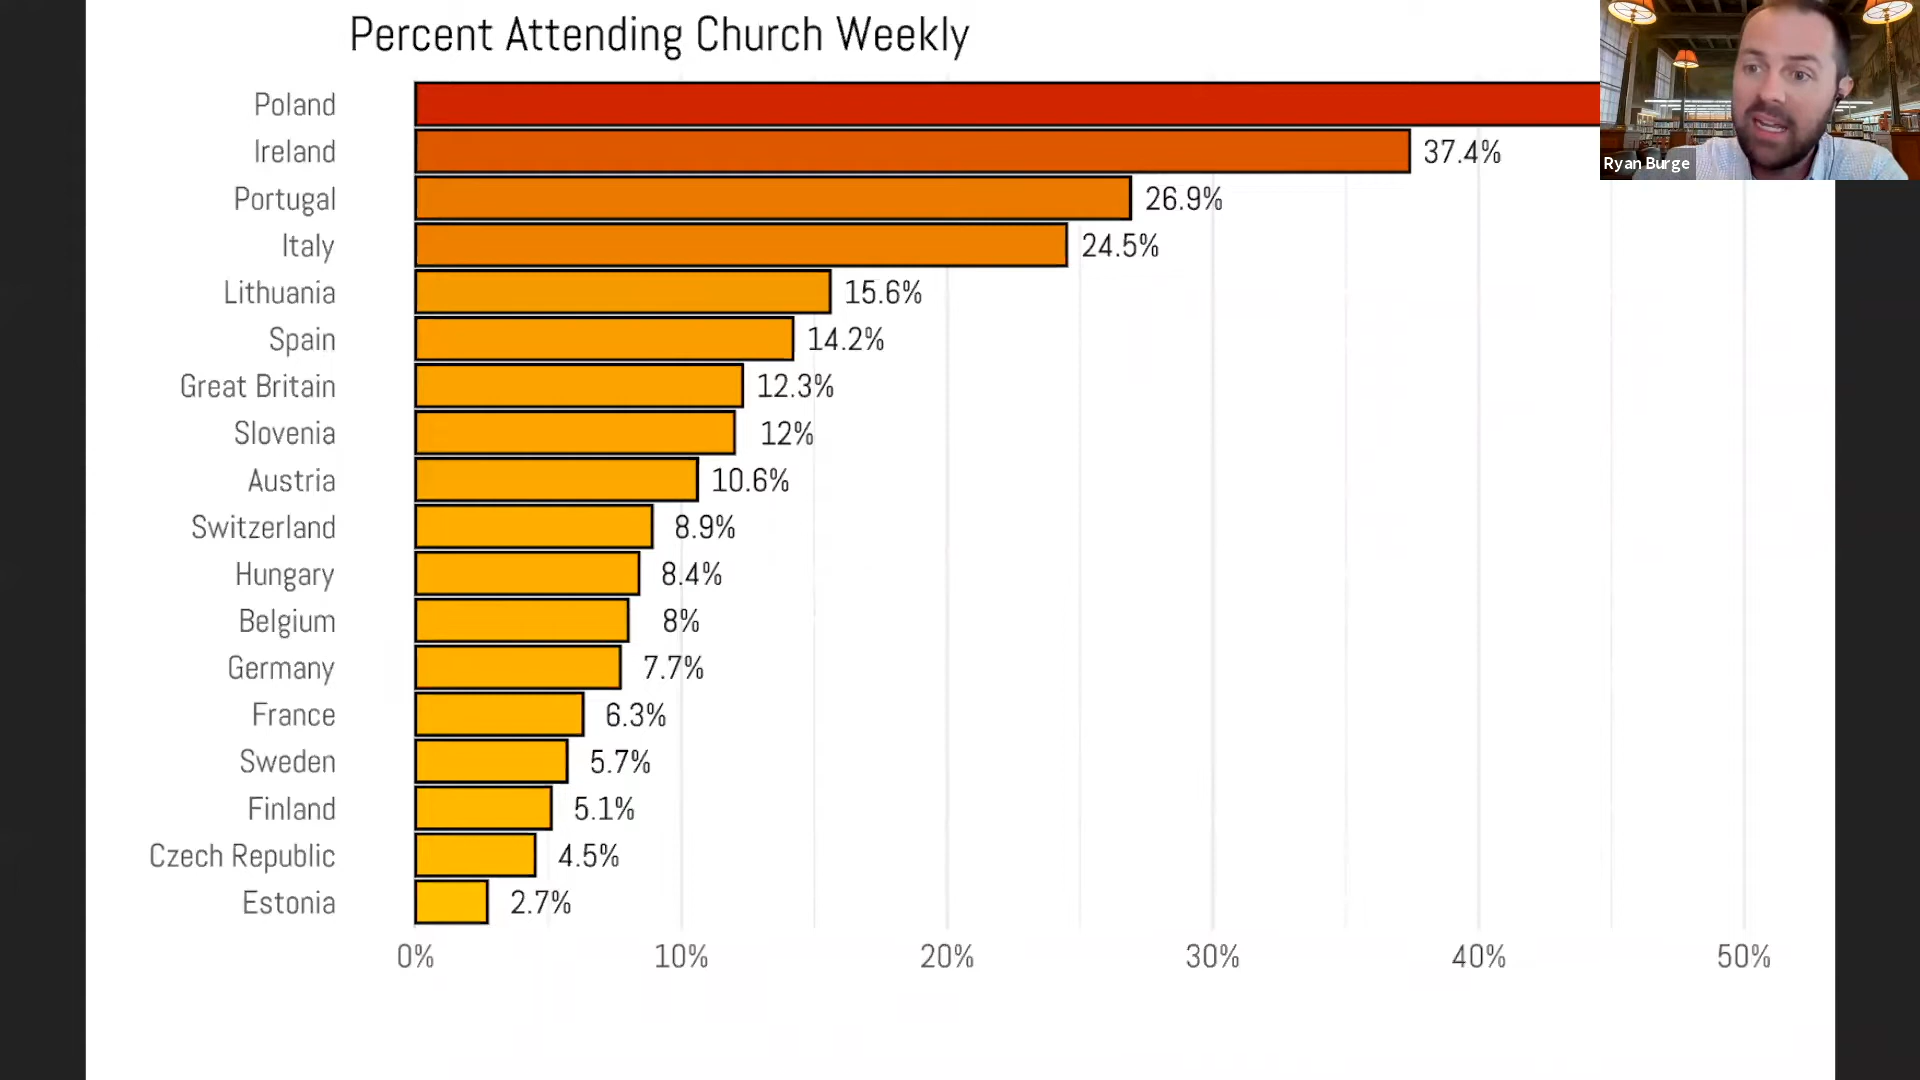 Percent Attending Church Weekly
Poland
Ireland 37.4%
Ryan Burge
Portugal 26.9%
Italy 24.5%
Lithuania 15.6%
Spain 14.2%
Great Britain 12.3%
Slovenia 12%
Austria 10.6%
Switzerland 8.9%
Hungary 8.4%
Belgium 8%
Germany 7.7%
France 6.3%
Sweden 5.7%
Finland 5.1%
Czech Republic 4.5%
Estonia 2.7%
0% 10% 20% 30% 40% 50%